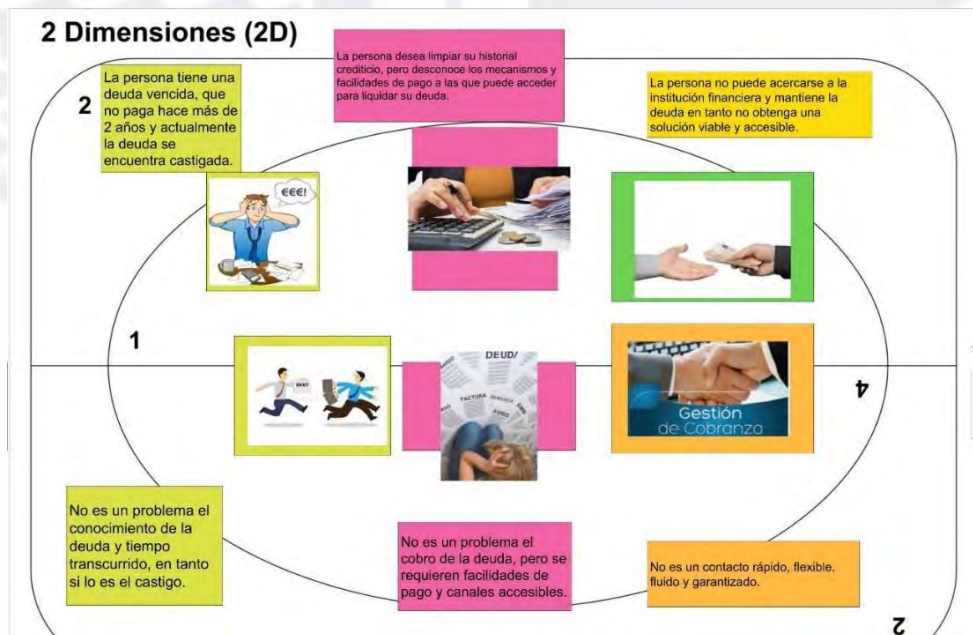 2 Dimensiones (2D)
La persona desea limpiar su historial
crediticio, pero desconoce los mecanismos y
facilidades de pago a las que puede acceder
para liquidar su deuda.
2
La persona tiene una
deuda vencida, que
no paga hace más de
2 años y actualmente
la deuda se
encuentra castigada.
La persona no puede acercarse a la
institución financiera y mantiene la
deuda en tanto no obtenga una
solución viable y accesible.
€€€!
1
4
DEUD
FACTURA
Gestión
de Cobranza
No es un problema el
conocimiento de la
deuda y tiempo
transcurrido, en tanto
si lo es el castigo.
No es un problema el
cobro de la deuda, pero se
requieren facilidades de
pago y canales accesibles.
No es un contacto rápido, flexible,
fluído y garantizado.
2